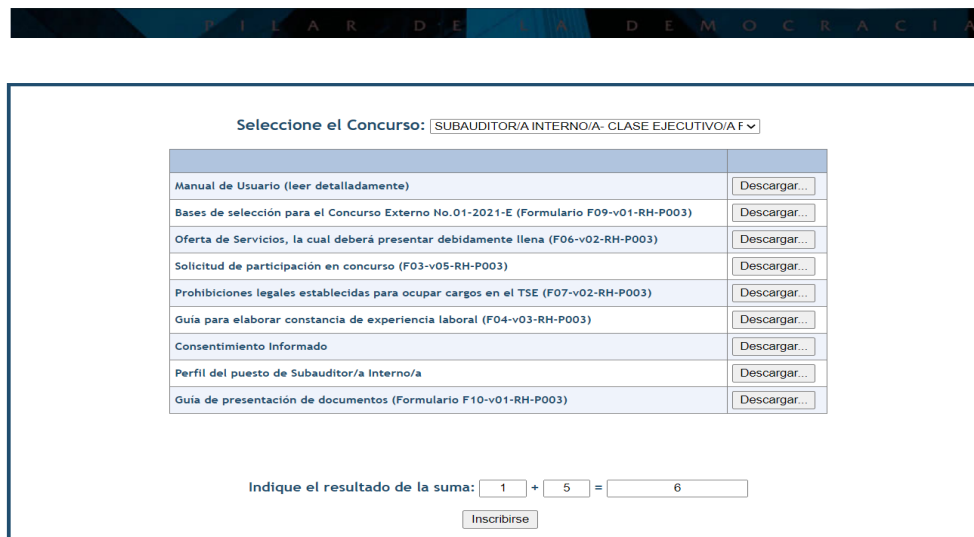 PILAR DE LA DEMOCRACIA
Seleccione el Concurso: SUBAUDITOR/A INTERNO/A- CLASE EJECUTIVO/A F
Manual de Usuario (leer detalladamente) Descargar...
Bases de selección para el Concurso Externo No.01-2021-E (Formulario F09-v01-RH-P003) Descargar...
Oferta de Servicios, la cual deberá presentar debidamente llena (F06-v02-RH-P003) Descargar...
Solicitud de participación en concurso (F03-v05-RH-P003) Descargar...
Prohibiciones legales establecidas para ocupar cargos en el TSE (F07-v02-RH-P003) Descargar...
Guía para elaborar constancia de experiencia laboral (F04-v03-RH-P003) Descargar...
Consentimiento Informado Descargar...
Perfil del puesto de Subauditor/a Interno/a Descargar...
Guía de presentación de documentos (Formulario F10-v01-RH-P003) Descargar...
Indique el resultado de la suma: 1 + 5 = 6
Inscribirse